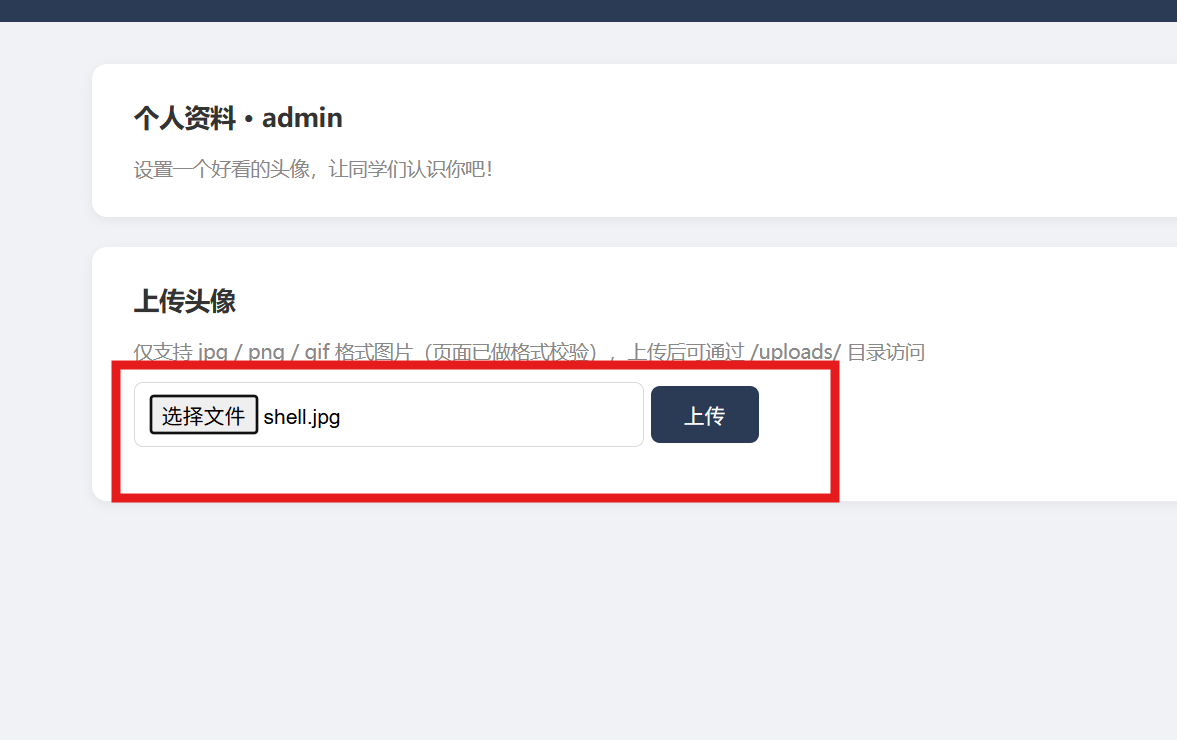 个人资料 • admin
设置一个好看的头像，让同学们认识你吧！
上传头像
仅支持 jpg / png / gif 格式图片（页面已做格式校验），上传后可通过 /uploads/ 目录访问
选择文件 shell.jpg 上传